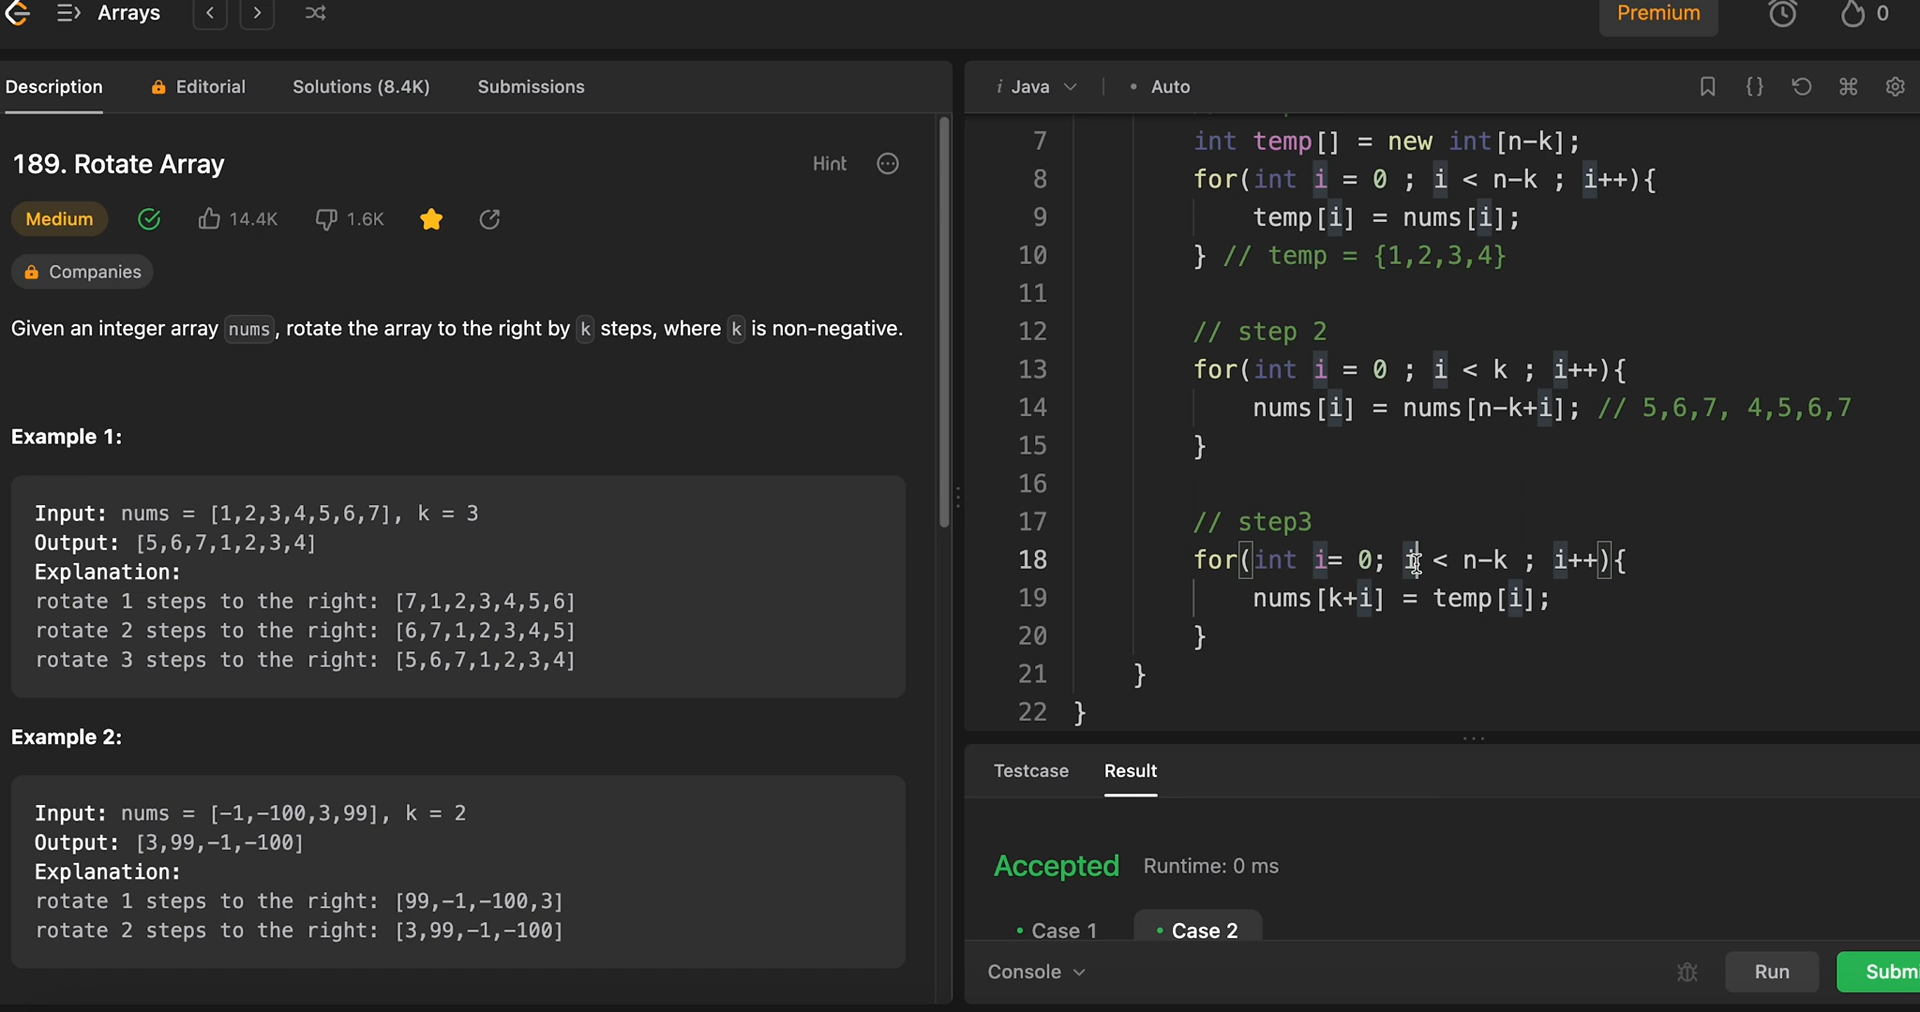 Arrays
Premium
0
Description
Editorial
Solutions (8.4K)
Submissions
189. Rotate Array
Hint
Medium
14.4K
1.6K
Companies
Given an integer array nums, rotate the array to the right by k steps, where k is non-negative.
Example 1:
Input: nums = [1,2,3,4,5,6,7], k = 3
Output: [5,6,7,1,2,3,4]
Explanation:
rotate 1 steps to the right: [7,1,2,3,4,5,6]
rotate 2 steps to the right: [6,7,1,2,3,4,5]
rotate 3 steps to the right: [5,6,7,1,2,3,4]
Example 2:
Input: nums = [-1,-100,3,99], k = 2
Output: [3,99,-1,-100]
Explanation:
rotate 1 steps to the right: [99,-1,-100,3]
rotate 2 steps to the right: [3,99,-1,-100]
i Java
• Auto
{}
7 int temp[] = new int[n-k];
8 for(int i = 0 ; i < n-k ; i++){
9 temp[i] = nums[i];
10 } // temp = {1,2,3,4}
11
12 // step 2
13 for(int i = 0 ; i < k ; i++){
14 nums[i] = nums[n-k+i]; // 5,6,7, 4,5,6,7
15 }
16
17 // step3
18 for(int i= 0; i < n-k ; i++){
19 nums[k+i] = temp[i];
20 }
21 }
22 }
Testcase
Result
Accepted
Runtime: 0 ms
• Case 1
• Case 2
Console
Run
Submi